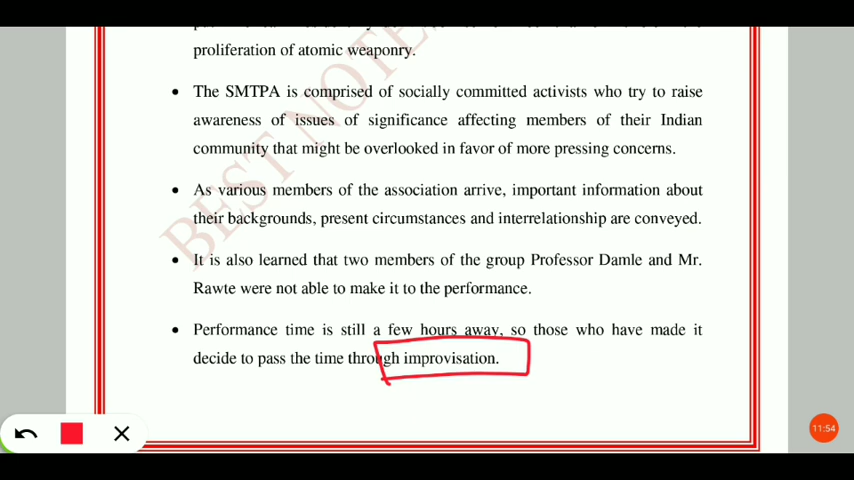 proliferation of atomic weaponry.
• The SMTPA is comprised of socially committed activists who try to raise
awareness of issues of significance affecting members of their Indian
community that might be overlooked in favor of more pressing concerns.
• As various members of the association arrive, important information about
their backgrounds, present circumstances and interrelationship are conveyed.
• It is also learned that two members of the group Professor Damle and Mr.
Rawte were not able to make it to the performance.
• Performance time is still a few hours away, so those who have made it
decide to pass the time through improvisation.
BEST NOTES
11:54